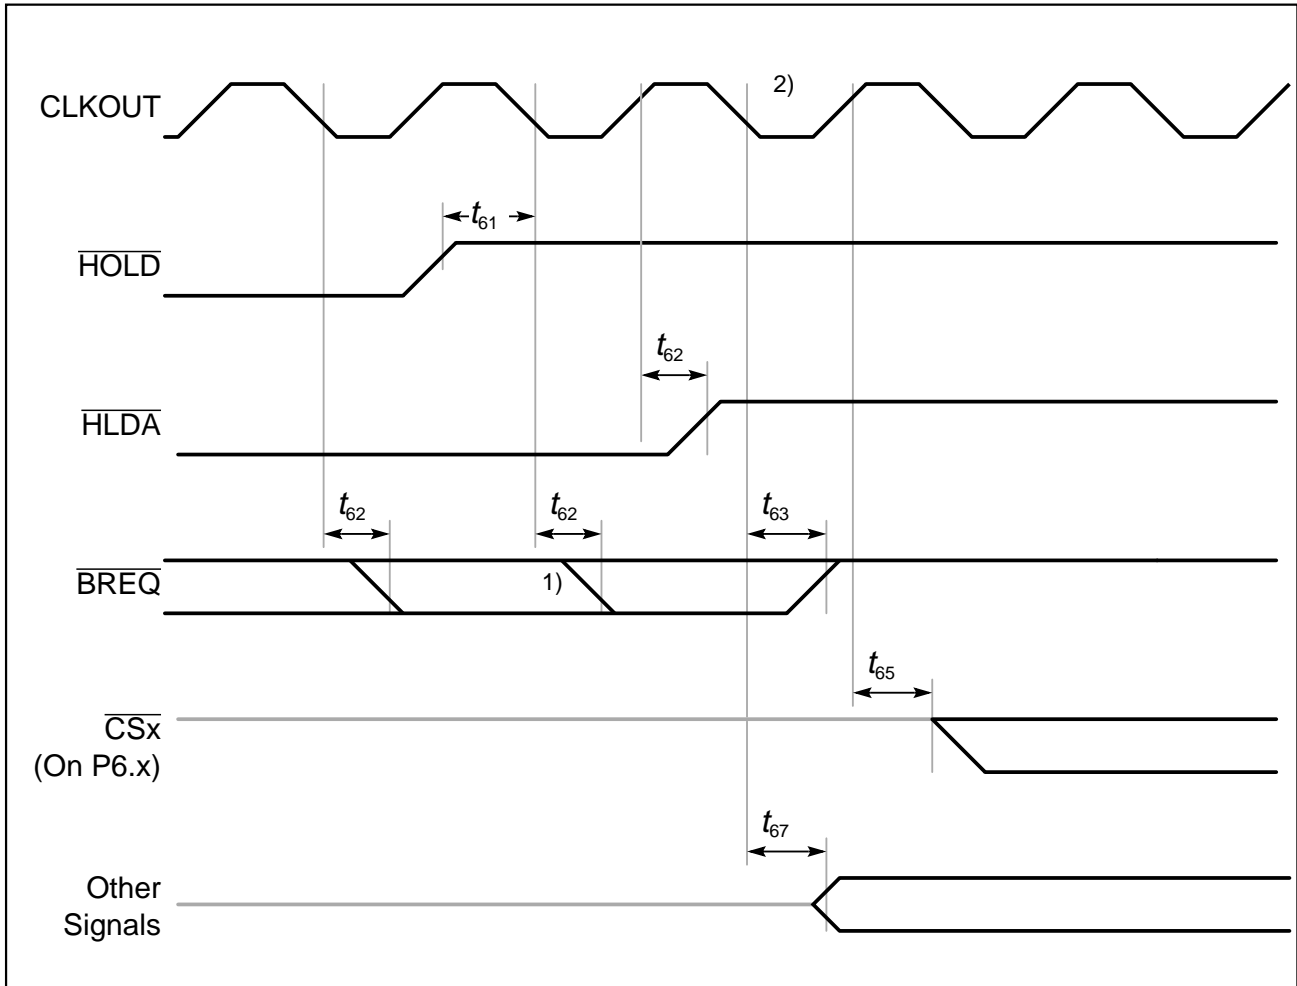 2)
CLKOUT
t61
HOLD
t62
HLDA
t62
t62
t63
BREQ
1)
t65
CSx
(On P6.x)
t67
Other
Signals